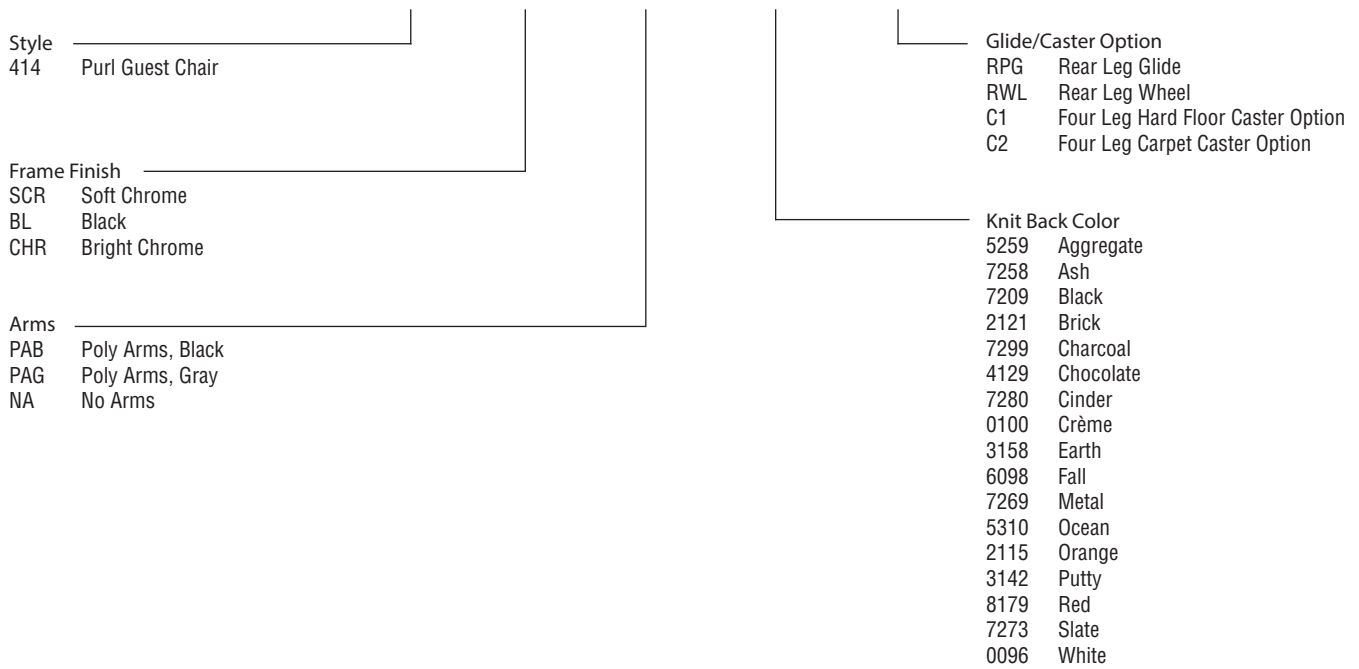 Style
414 Purl Guest Chair
Frame Finish
SCR Soft Chrome
BL Black
CHR Bright Chrome
Arms
PAB Poly Arms, Black
PAG Poly Arms, Gray
NA No Arms
Glide/Caster Option
RPG Rear Leg Glide
RWL Rear Leg Wheel
C1 Four Leg Hard Floor Caster Option
C2 Four Leg Carpet Caster Option
Knit Back Color
5259 Aggregate
7258 Ash
7209 Black
2121 Brick
7299 Charcoal
4129 Chocolate
7280 Cinder
0100 Crème
3158 Earth
6098 Fall
7269 Metal
5310 Ocean
2115 Orange
3142 Putty
8179 Red
7273 Slate
0096 White